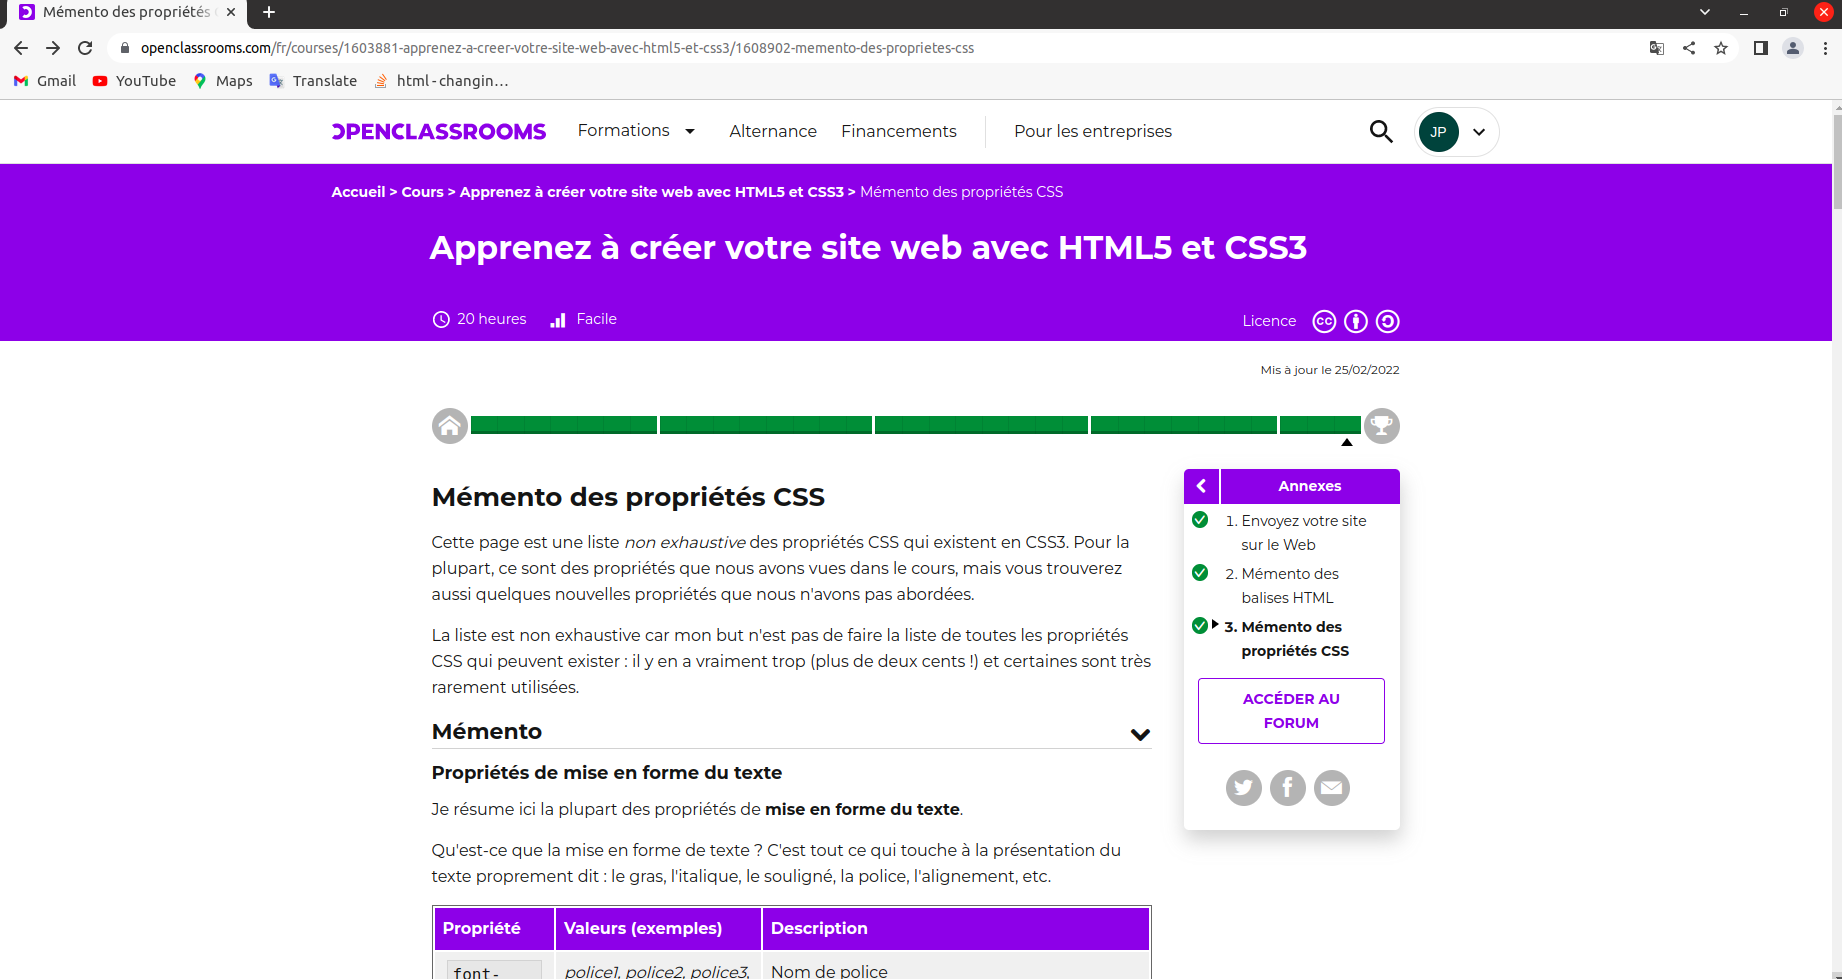 Mémento des propriétés
openclassrooms.com/fr/courses/1603881-apprenez-a-creer-votre-site-web-avec-html5-et-css3/1608902-memento-des-proprietes-css
Gmail YouTube Maps Translate html - changin...
OPENCLASSROOMS Formations Alternance Financements Pour les entreprises JP
Accueil > Cours > Apprenez à créer votre site web avec HTML5 et CSS3 > Mémento des propriétés CSS
Apprenez à créer votre site web avec HTML5 et CSS3
20 heures Facile Licence cc
Mis à jour le 25/02/2022
Mémento des propriétés CSS
Cette page est une liste non exhaustive des propriétés CSS qui existent en CSS3. Pour la
plupart, ce sont des propriétés que nous avons vues dans le cours, mais vous trouverez
aussi quelques nouvelles propriétés que nous n'avons pas abordées.
La liste est non exhaustive car mon but n'est pas de faire la liste de toutes les propriétés
CSS qui peuvent exister : il y en a vraiment trop (plus de deux cents !) et certaines sont très
rarement utilisées.
Mémento
Propriétés de mise en forme du texte
Je résume ici la plupart des propriétés de mise en forme du texte.
Qu'est-ce que la mise en forme de texte ? C'est tout ce qui touche à la présentation du
texte proprement dit : le gras, l'italique, le souligné, la police, l'alignement, etc.
Propriété Valeurs (exemples) Description
font- police1, police2, police3, Nom de police
Annexes
1. Envoyez votre site
sur le Web
2. Mémento des
balises HTML
3. Mémento des
propriétés CSS
ACCÉDER AU
FORUM